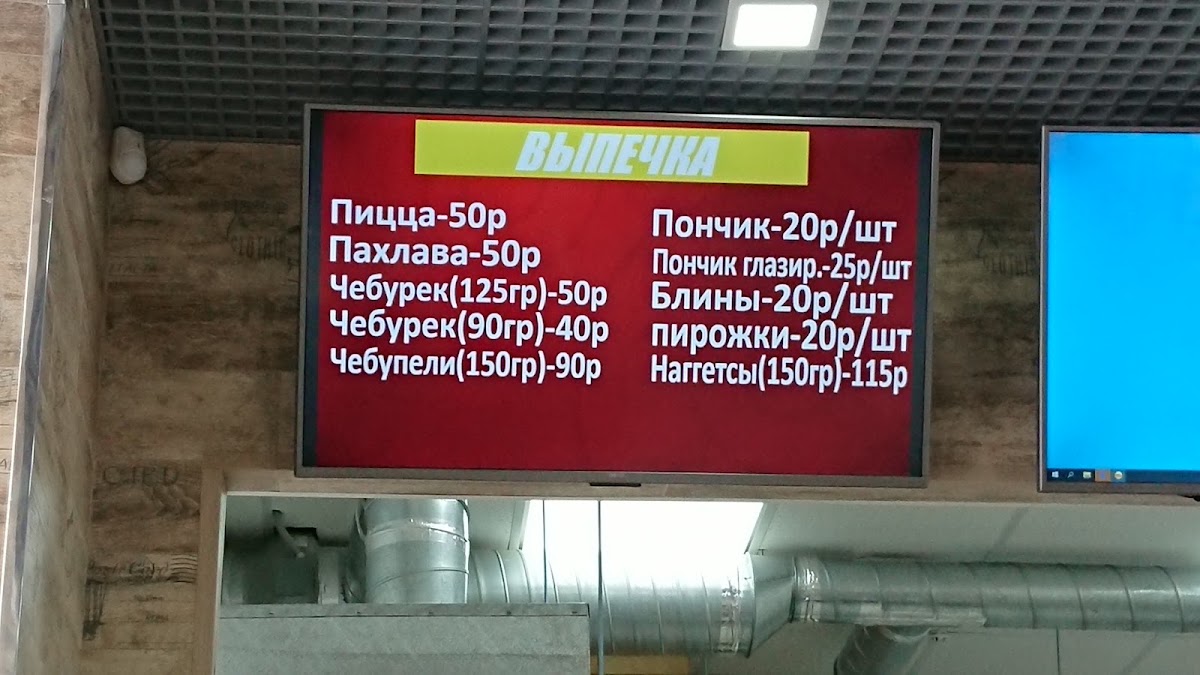 ВЫПЕЧКА
Пицца-50р
Пахлава-50р
Чебурек(125гр)-50р
Чебурек(90гр)-40р
Чебупели(150гр)-90р
Пончик-20р/шт
Пончик глазир.-25р/шт
Блины-20р/шт
пирожки-20р/шт
Наггетсы(150гр)-115р